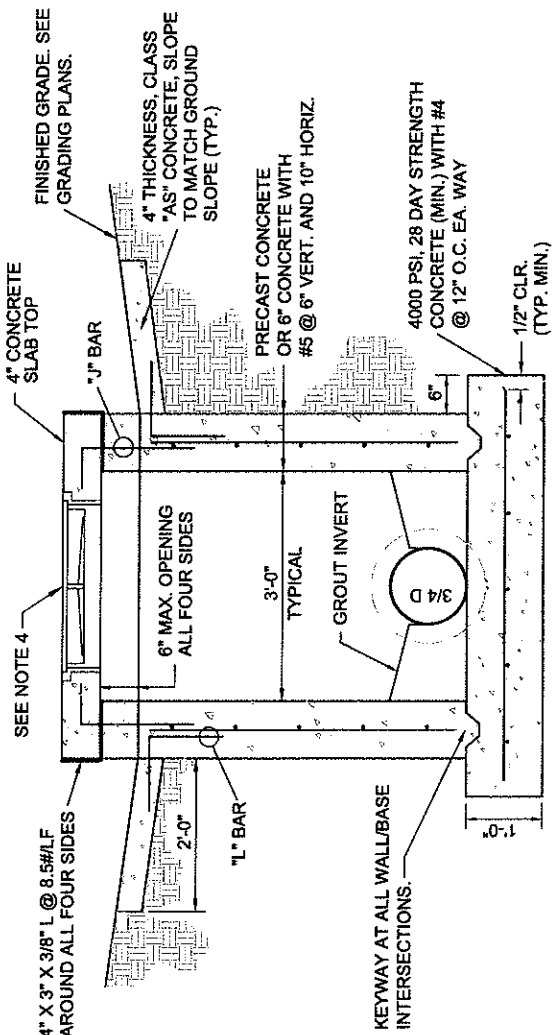 4" X 3" X 3/8" L @ 8.5#/LF
AROUND ALL FOUR SIDES
SEE NOTE 4
4" CONCRETE
SLAB TOP
FINISHED GRADE. SEE
GRADING PLANS.
"J" BAR
4" THICKNESS, CLASS
"AS" CONCRETE, SLOPE
TO MATCH GROUND
SLOPE (TYP.)
6" MAX. OPENING
ALL FOUR SIDES
2'-0"
"L" BAR
3'-0"
TYPICAL
PRECAST CONCRETE
OR 6" CONCRETE WITH
#5 @ 6" VERT. AND 10" HORIZ.
GROUT INVERT
3/4 D
KEYWAY AT ALL WALL/BASE
INTERSECTIONS.
6"
4000 PSI, 28 DAY STRENGTH
CONCRETE (MIN.) WITH #4
@ 12" O.C. EA. WAY
1/2" CLR.
(TYP. MIN.)
1'-0"